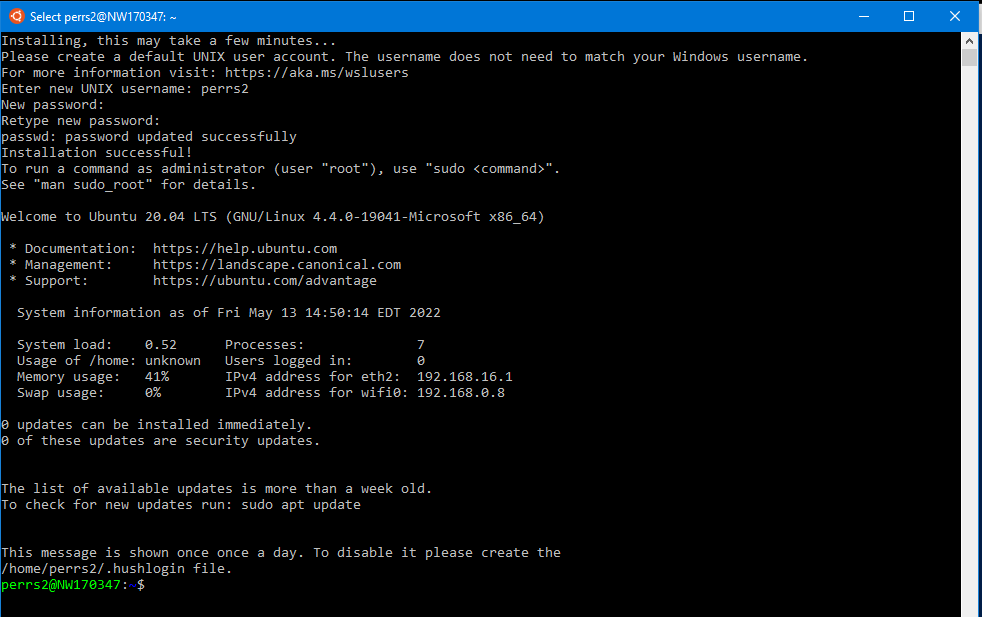 Select perrs2@NW170347: ~
Installing, this may take a few minutes...
Please create a default UNIX user account. The username does not need to match your Windows username.
For more information visit: https://aka.ms/wslusers
Enter new UNIX username: perrs2
New password:
Retype new password:
passwd: password updated successfully
Installation successful!
To run a command as administrator (user "root"), use "sudo <command>".
See "man sudo_root" for details.
Welcome to Ubuntu 20.04 LTS (GNU/Linux 4.4.0-19041-Microsoft x86_64)
* Documentation:  https://help.ubuntu.com
* Management:     https://landscape.canonical.com
* Support:        https://ubuntu.com/advantage
System information as of Fri May 13 14:50:14 EDT 2022
System load:    0.52      Processes:              7
Usage of /home: unknown   Users logged in:        0
Memory usage:   41%       IPv4 address for eth2:  192.168.16.1
Swap usage:     0%        IPv4 address for wifi0: 192.168.0.8
0 updates can be installed immediately.
0 of these updates are security updates.
The list of available updates is more than a week old.
To check for new updates run: sudo apt update
This message is shown once once a day. To disable it please create the
/home/perrs2/.hushlogin file.
perrs2@NW170347:~$